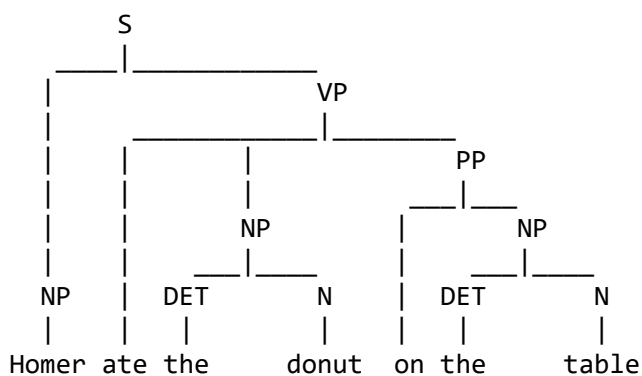 S
VP
PP
NP NP
NP DET N DET N
Homer ate the donut on the table